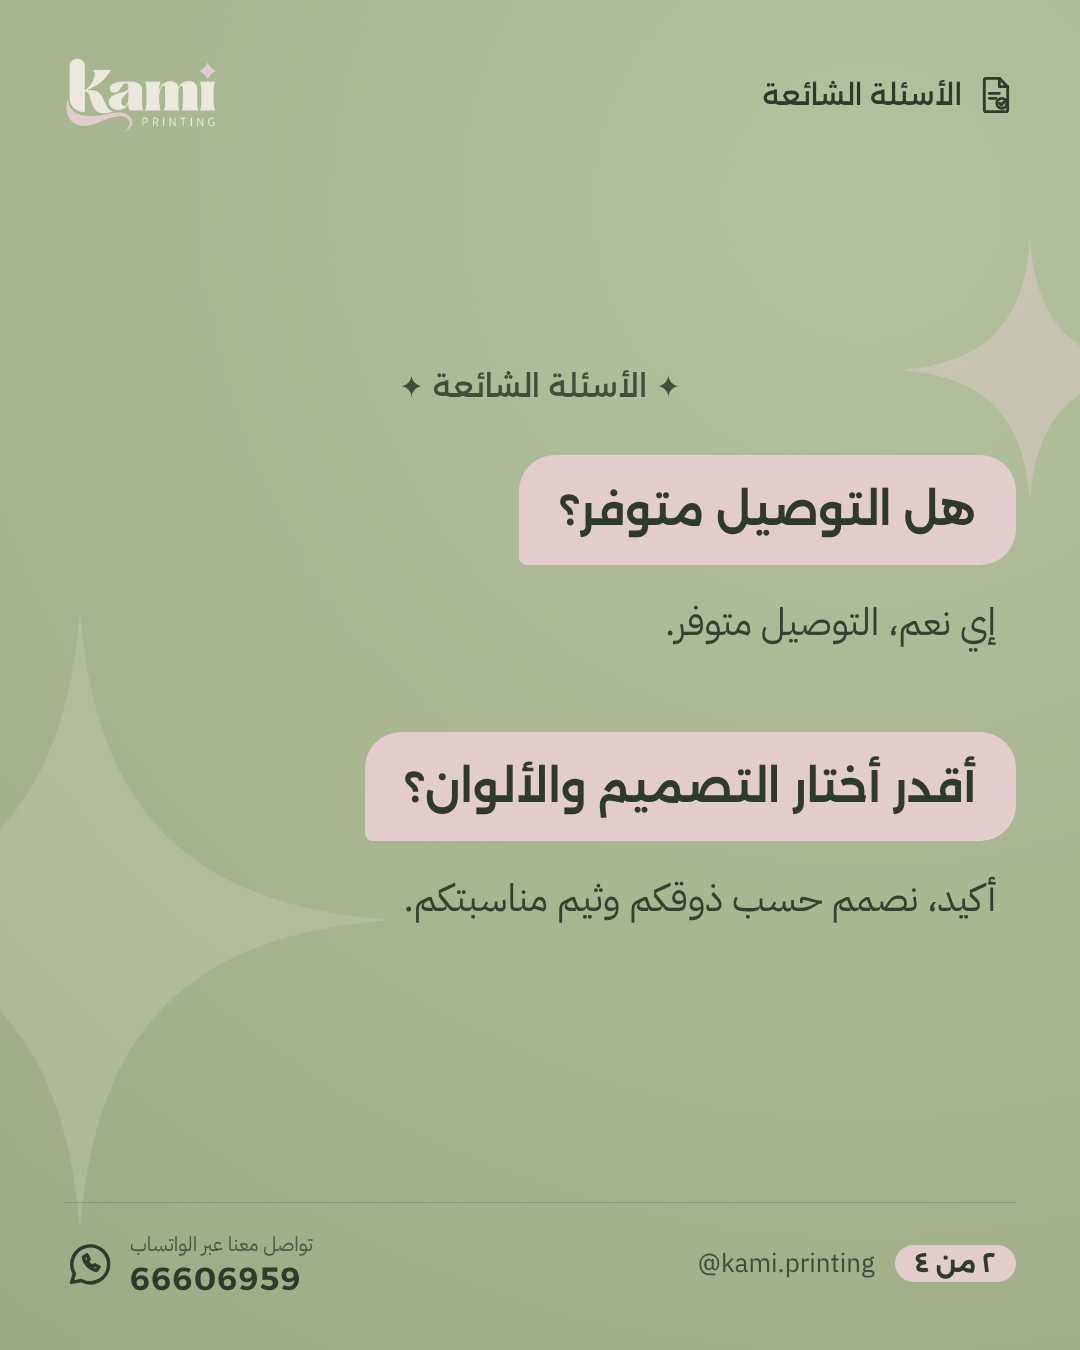 الأسئلة الشائعة
kami
PRINTING
✦ الأسئلة الشائعة ✦
هل التوصيل متوفر؟
إي نعم، التوصيل متوفر.
أقدر أختار التصميم والألوان؟
أكيد، نصمم حسب ذوقكم وثيم مناسبتكم.
٢ من ٤
@kami.printing
تواصل معنا عبر الواتساب
66606959